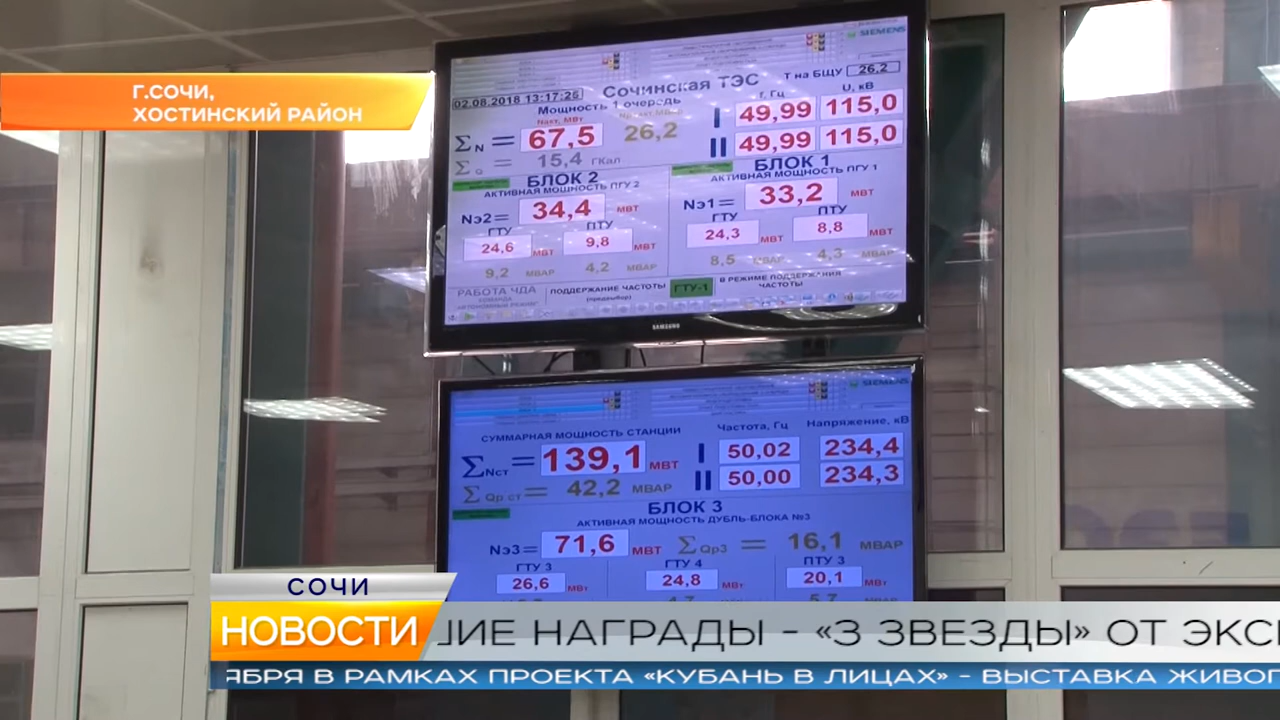 Г.СОЧИ,
ХОСТИНСКИЙ РАЙОН
SIEMENS
02.08.2018 13:17:25
Сочинская ТЭС
Т на БЩУ 26.2
Мощность 1 очередь
f, Гц
U, кВ
Nакт, МВт
Σ N = 67,5
26,2
I 49,99 115,0
II 49,99 115,0
Σ Q = 15,4 ГКал
БЛОК 2
АКТИВНАЯ МОЩНОСТЬ ПГУ 2
Nэ2= 34,4 МВТ
ГТУ ПТУ
24,6 МВТ 9,8 МВТ
9,2 МВАР 4,2 МВАР
БЛОК 1
АКТИВНАЯ МОЩНОСТЬ ПГУ 1
Nэ1= 33,2 МВТ
ГТУ ПТУ
24,3 МВТ 8,8 МВТ
8,5 МВАР 4,3 МВАР
РАБОТА ЧДА
ПОДДЕРЖАНИЕ ЧАСТОТЫ
ГТУ-1
В РЕЖИМЕ ПОДДЕРЖАНИЯ
ЧАСТОТЫ
SAMSUNG
SIEMENS
СУММАРНАЯ МОЩНОСТЬ СТАНЦИИ
Частота, Гц
Напряжение, кВ
Σ Nст = 139,1 МВТ
I 50,02 234,4
Σ Qр.ст = 42,2 МВАР
II 50,00 234,3
БЛОК 3
АКТИВНАЯ МОЩНОСТЬ ДУБЛЬ-БЛОКА №3
Nэ3= 71,6 МВТ Σ Qр3 = 16,1 МВАР
ГТУ 3 ГТУ 4 ПТУ 3
26,6 МВт 24,8 МВт 20,1 МВт
СОЧИ
НОВОСТИ
ШИЕ НАГРАДЫ - «3 ЗВЕЗДЫ» ОТ ЭКС
ЯБРЯ В РАМКАХ ПРОЕКТА «КУБАНЬ В ЛИЦАХ» - ВЫСТАВКА ЖИВОП